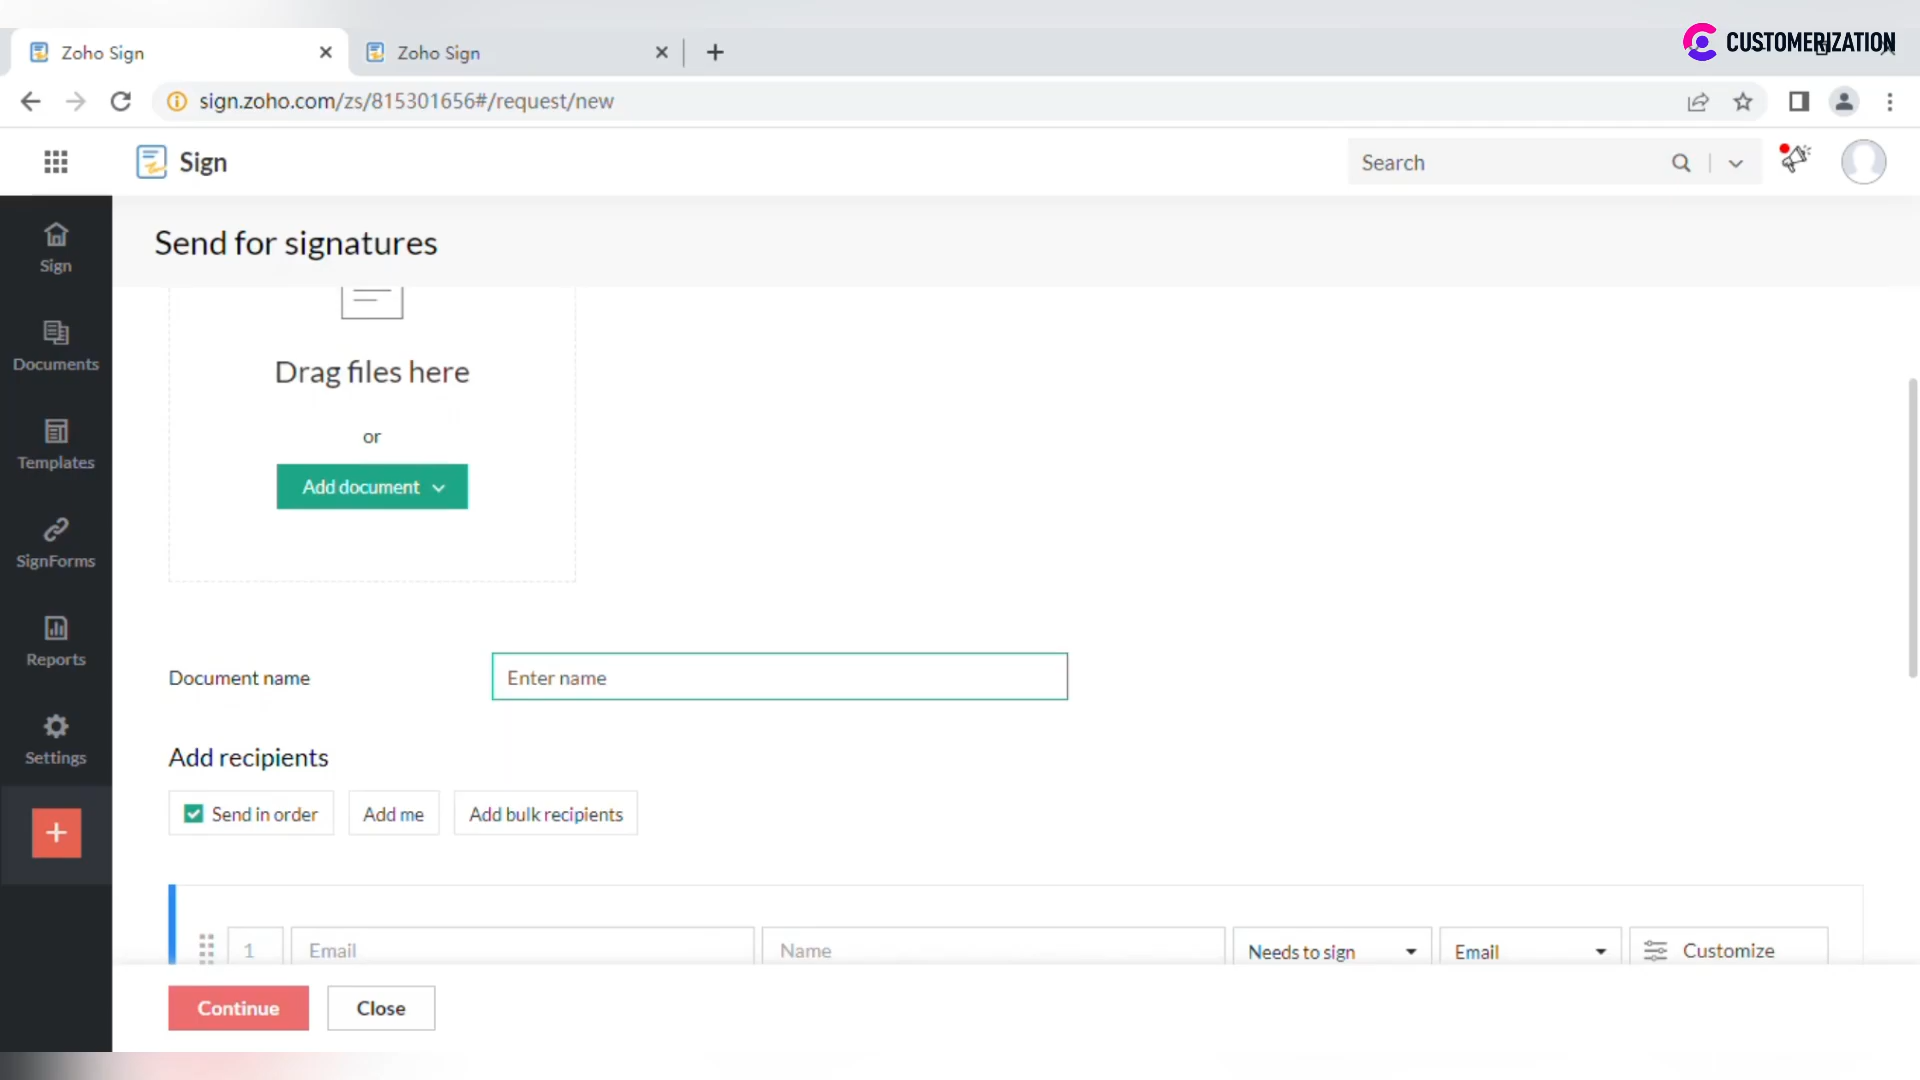 Zoho Sign
Zoho Sign
CUSTOMERIZATION
sign.zoho.com/zs/815301656#/request/new
Sign
Search
Send for signatures
Sign
Documents
Templates
SignForms
Reports
Settings
Drag files here
or
Add document
Document name
Enter name
Add recipients
Send in order
Add me
Add bulk recipients
1
Email
Name
Needs to sign
Email
Customize
Continue
Close